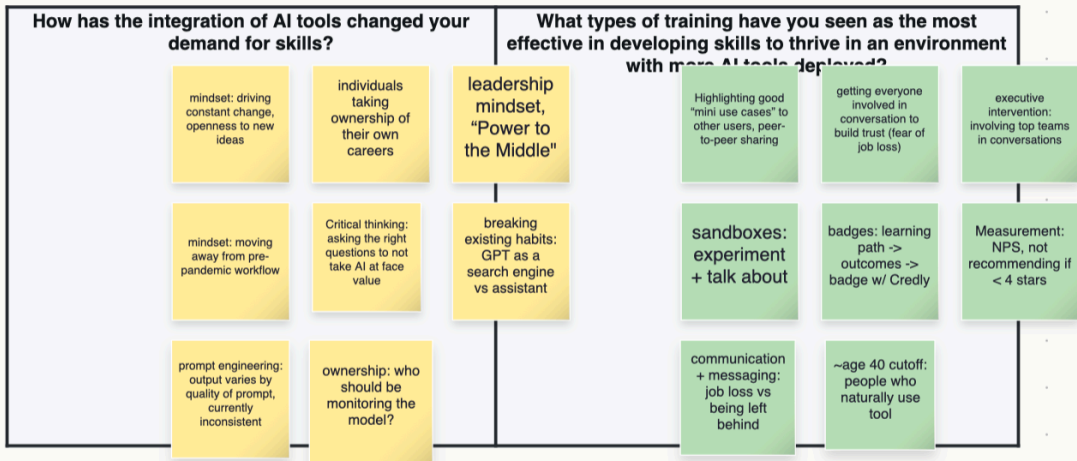 How has the integration of AI tools changed your
demand for skills?
What types of training have you seen as the most
effective in developing skills to thrive in an environment
with more AI tools deployed?
mindset: driving
constant change,
openness to new
ideas
individuals
taking
ownership of
their own
careers
leadership
mindset,
“Power to
the Middle"
mindset: moving
away from pre-
pandemic workflow
Critical thinking:
asking the right
questions to not
take AI at face
value
breaking
existing habits:
GPT as a
search engine
vs assistant
prompt engineering:
output varies by
quality of prompt,
currently
inconsistent
ownership: who
should be
monitoring the
model?
Highlighting good
“mini use cases” to
other users, peer-
to-peer sharing
getting everyone
involved in
conversation to
build trust (fear of
job loss)
executive
intervention:
involving top teams
in conversations
sandboxes:
experiment
+ talk about
badges: learning
path ->
outcomes ->
badge w/ Credly
Measurement:
NPS, not
recommending if
< 4 stars
communication
+ messaging:
job loss vs
being left
behind
~age 40 cutoff:
people who
naturally use
tool